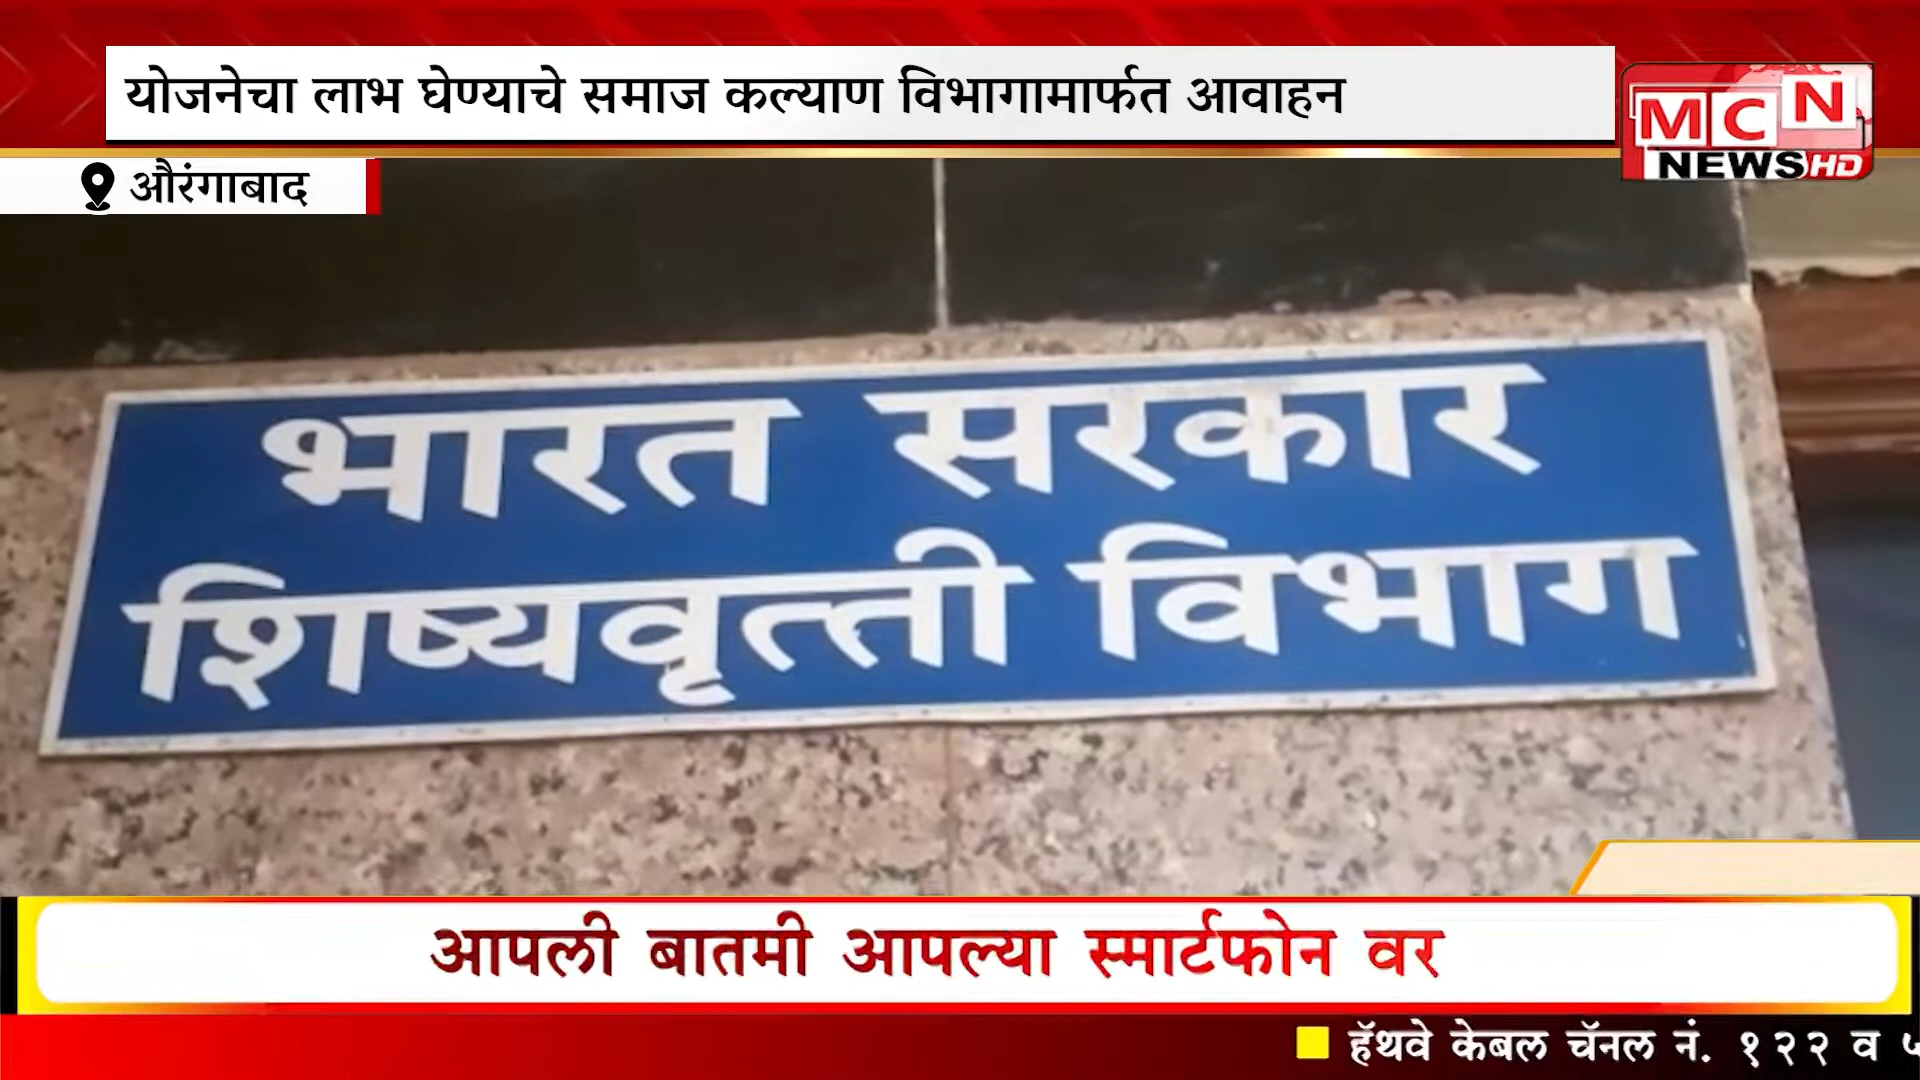 योजनेचा लाभ घेण्याचे समाज कल्याण विभागामार्फत आवाहन
MCN
NEWS HD
औरंगाबाद
भारत सरकार
शिष्यवृत्ती विभाग
आपली बातमी आपल्या स्मार्टफोन वर
हॅथवे केबल चॅनल नं. १२२ व